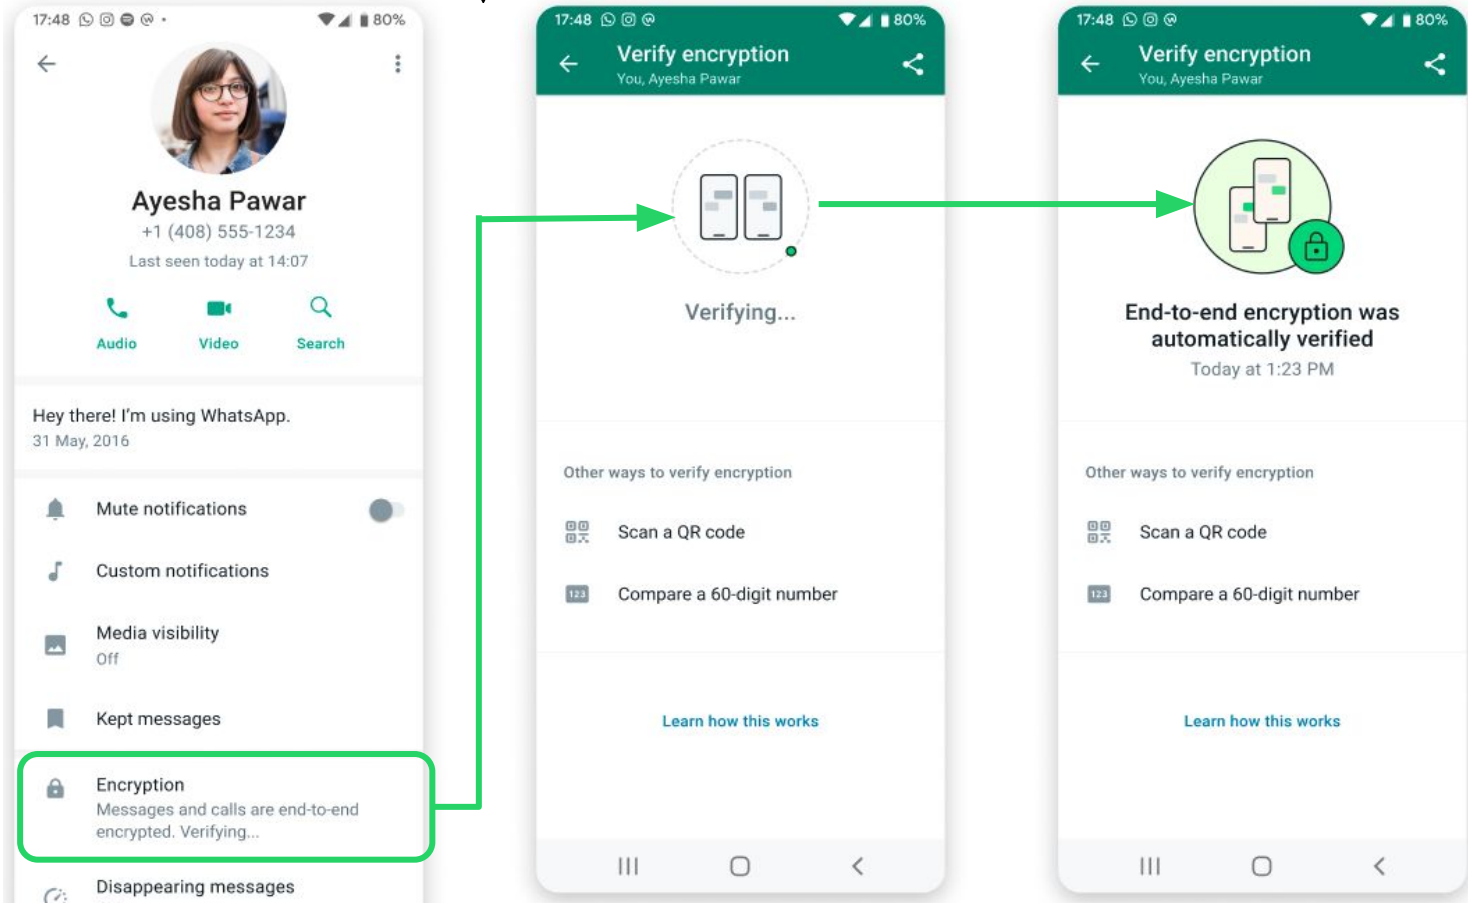 17:48
80%
Ayesha Pawar
+1 (408) 555-1234
Last seen today at 14:07
Audio
Video
Search
Hey there! I'm using WhatsApp.
31 May, 2016
Mute notifications
Custom notifications
Media visibility
Off
Kept messages
Encryption
Messages and calls are end-to-end
encrypted. Verifying...
Disappearing messages
17:48
80%
Verify encryption
You, Ayesha Pawar
Verifying...
Other ways to verify encryption
Scan a QR code
123
Compare a 60-digit number
Learn how this works
17:48
80%
Verify encryption
You, Ayesha Pawar
End-to-end encryption was
automatically verified
Today at 1:23 PM
Other ways to verify encryption
Scan a QR code
123
Compare a 60-digit number
Learn how this works